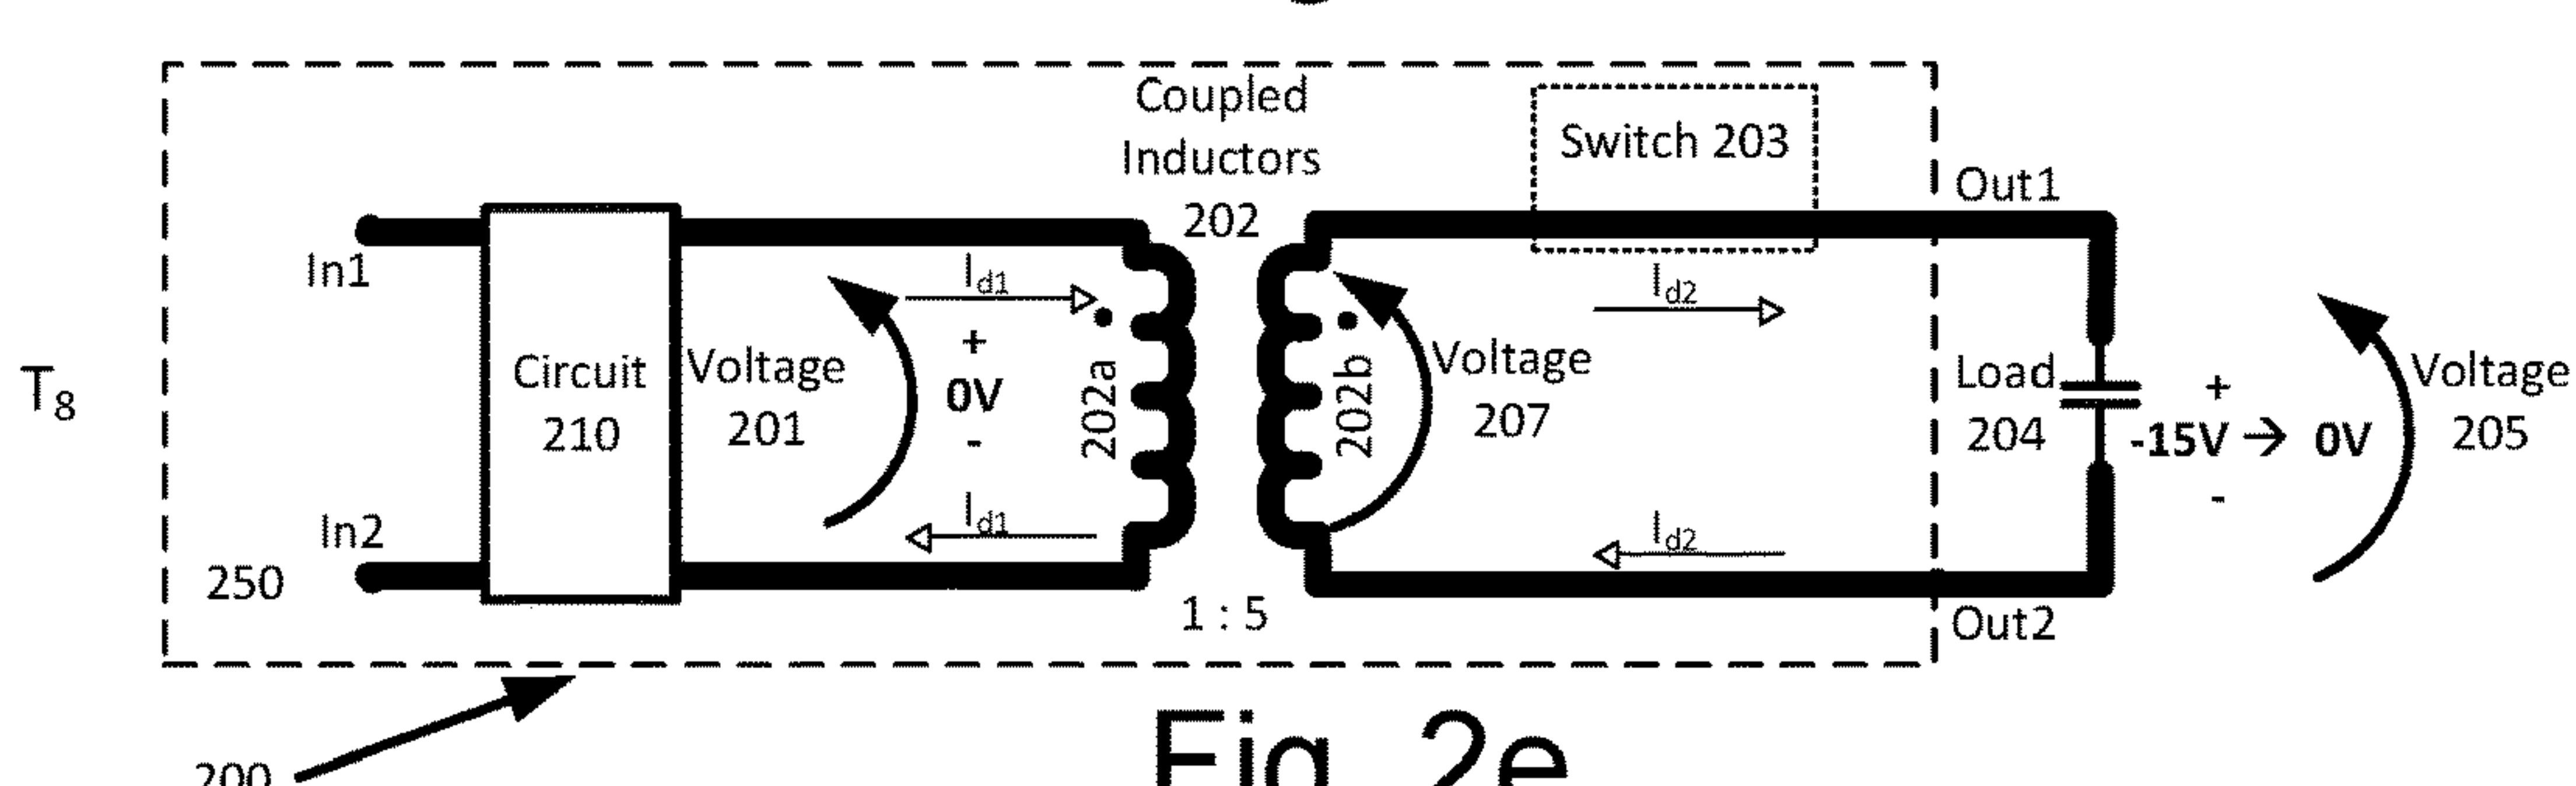 Coupled
Inductors
202
Switch 203
Out1
In1
Id1
Id2
+
T8
Circuit
210
Voltage
201
0V
-
202a
202b
Voltage
207
Load
204
+
-15V → 0V
-
Voltage
205
In2
Id1
Id2
250
1 : 5
Out2
200
Fig. 2e